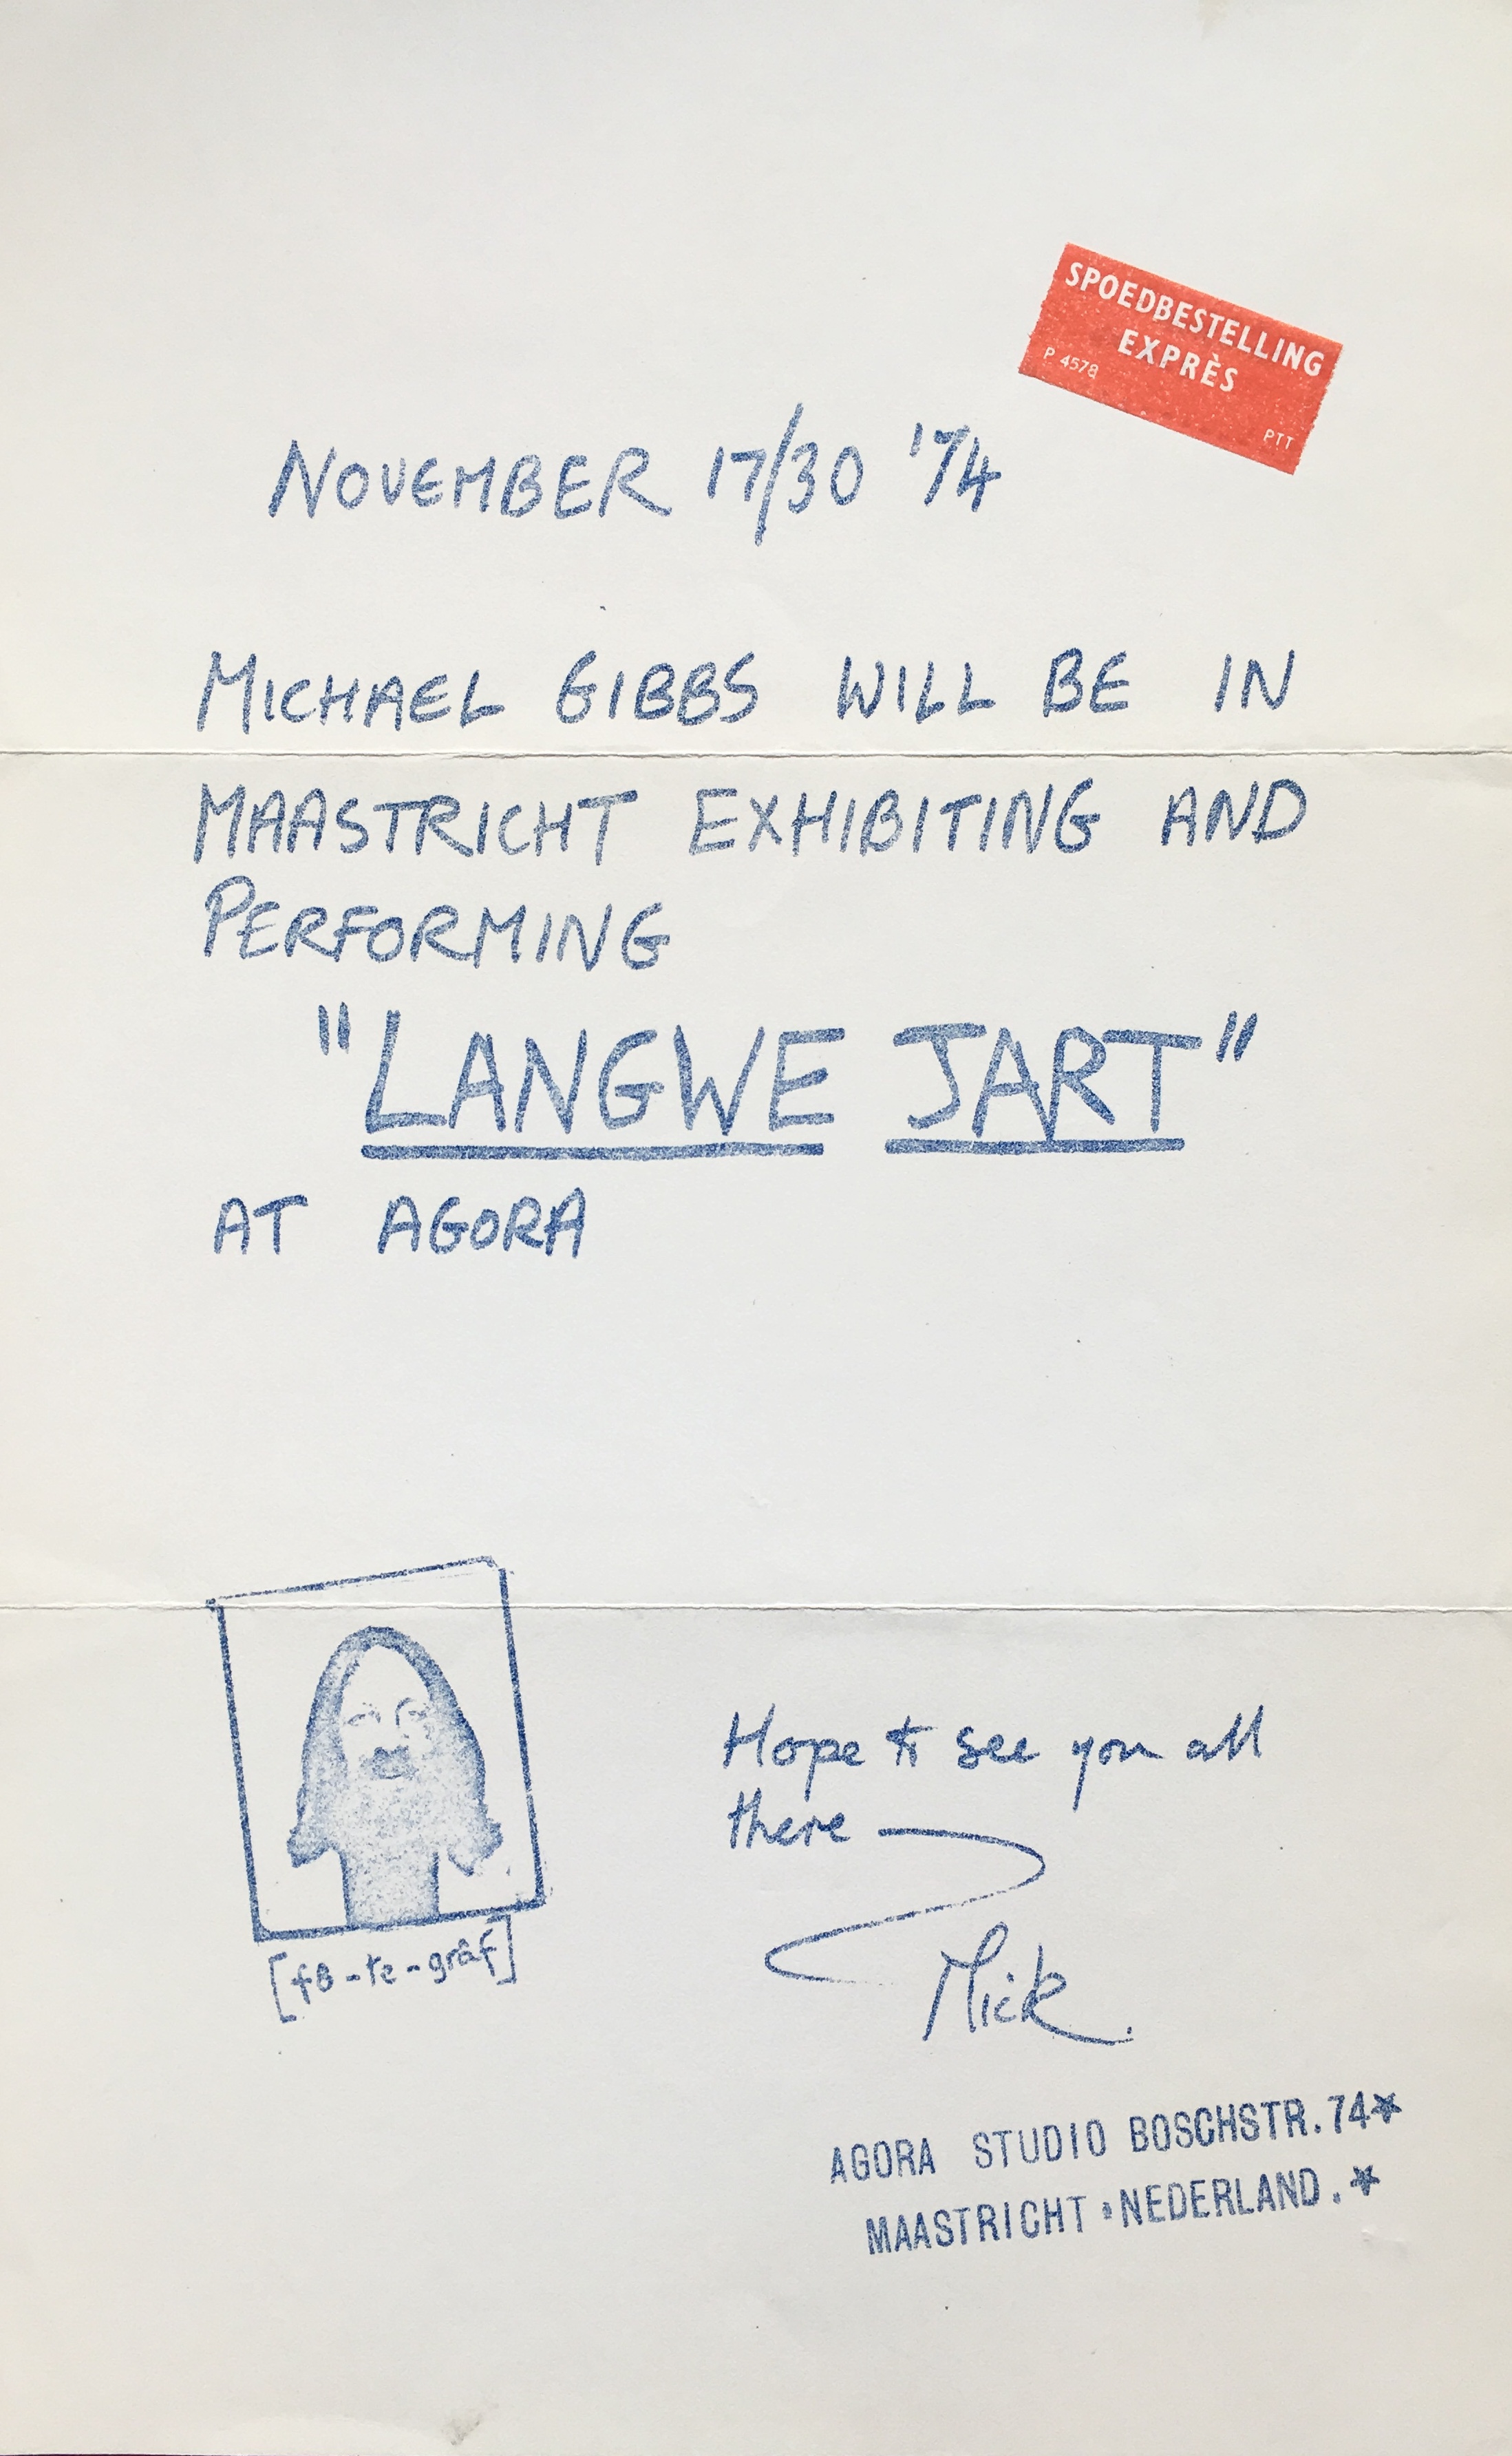 SPOEDBESTELLING
EXPRÈS
P 4578
PTT
NOVEMBER 17/30 '74
MICHAEL GIBBS WILL BE IN
MAASTRICHT EXHIBITING AND
PERFORMING
"LANGWE JART"
AT AGORA
[fō-te-grăf]
Hope to see you all
there
Mick.
AGORA STUDIO BOSCHSTR.74★
MAASTRICHT • NEDERLAND.★